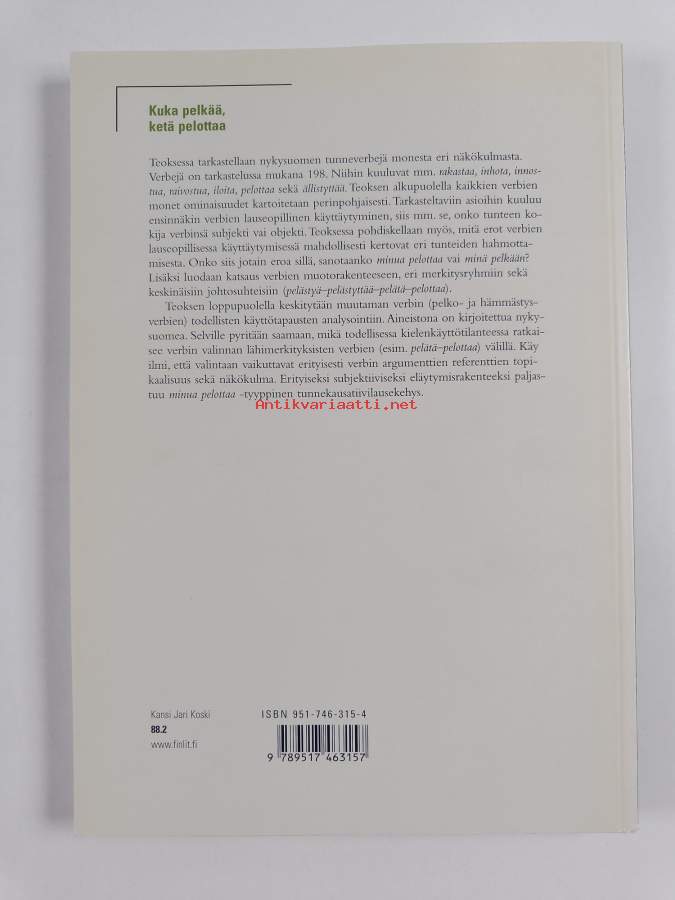 Kuka pelkää,
ketä pelottaa
Teoksessa tarkastellaan nykysuomen tunneverbejä monesta eri näkökulmasta.
Verbejä on tarkastelussa mukana 198. Niihin kuuluvat mm. rakastaa, inhota, innos-
tua, raivostua, iloita, pelottaa sekä ällistyttää. Teoksen alkupuolella kaikkien verbien
monet ominaisuudet kartoitetaan perinpohjaisesti. Tarkasteltaviin asioihin kuuluu
ensinnäkin verbien lauseopillinen käyttäytyminen, siis mm. se, onko tunteen ko-
kija verbinsä subjekti vai objekti. Teoksessa pohdiskellaan myös, mitä erot verbien
lauseopillisessa käyttäytymisessä mahdollisesti kertovat eri tunteiden hahmotta-
misesta. Onko siis jotain eroa sillä, sanotaanko minua pelottaa vai minä pelkään?
Lisäksi luodaan katsaus verbien muotorakenteeseen, eri merkitysryhmiin sekä
keskinäisiin johtosuhteisiin (pelästyä–pelästyttää–pelätä–pelottaa).
Teoksen loppupuolella keskitytään muutaman verbin (pelko- ja hämmästys-
verbien) todellisten käyttötapausten analysointiin. Aineistona on kirjoitettua nyky-
suomea. Selville pyritään saamaan, mikä todellisessa kielenkäyttötilanteessa ratkai-
see verbin valinnan lähimerkityksisten verbien (esim. pelätä–pelottaa) välillä. Käy
ilmi, että valintaan vaikuttavat erityisesti verbin argumenttien referenttien topi-
kaalisuus sekä näkökulma. Erityiseksi subjektiiviseksi eläytymisrakenteeksi paljas-
tuu minua pelottaa -tyyppinen tunnekausatiivilausekehys.
Antikvariaatti.net
Kansi Jari Koski
88.2
www.finlit.fi
ISBN 951-746-315-4
9 789517 463157